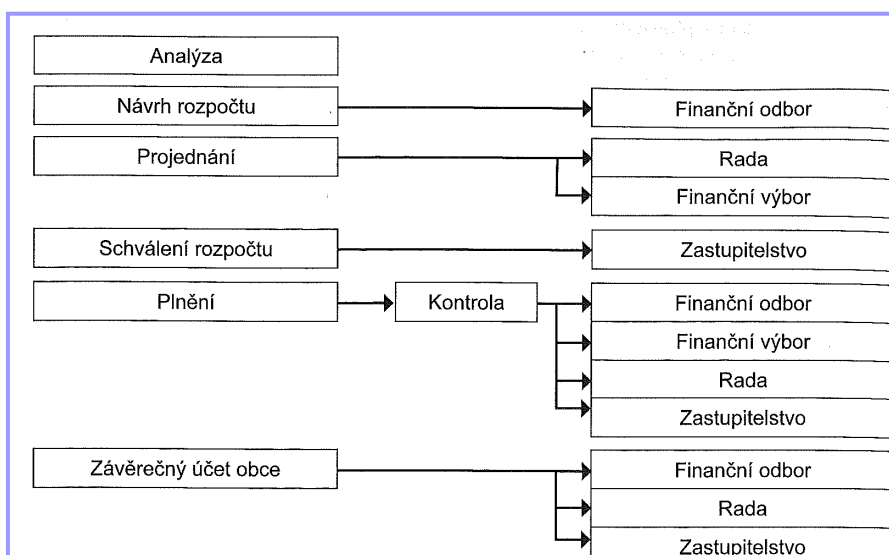 Analýza
Návrh rozpočtu
Finanční odbor
Projednání
Rada
Finanční výbor
Schválení rozpočtu
Zastupitelstvo
Plnění
Kontrola
Finanční odbor
Finanční výbor
Rada
Zastupitelstvo
Závěrečný účet obce
Finanční odbor
Rada
Zastupitelstvo